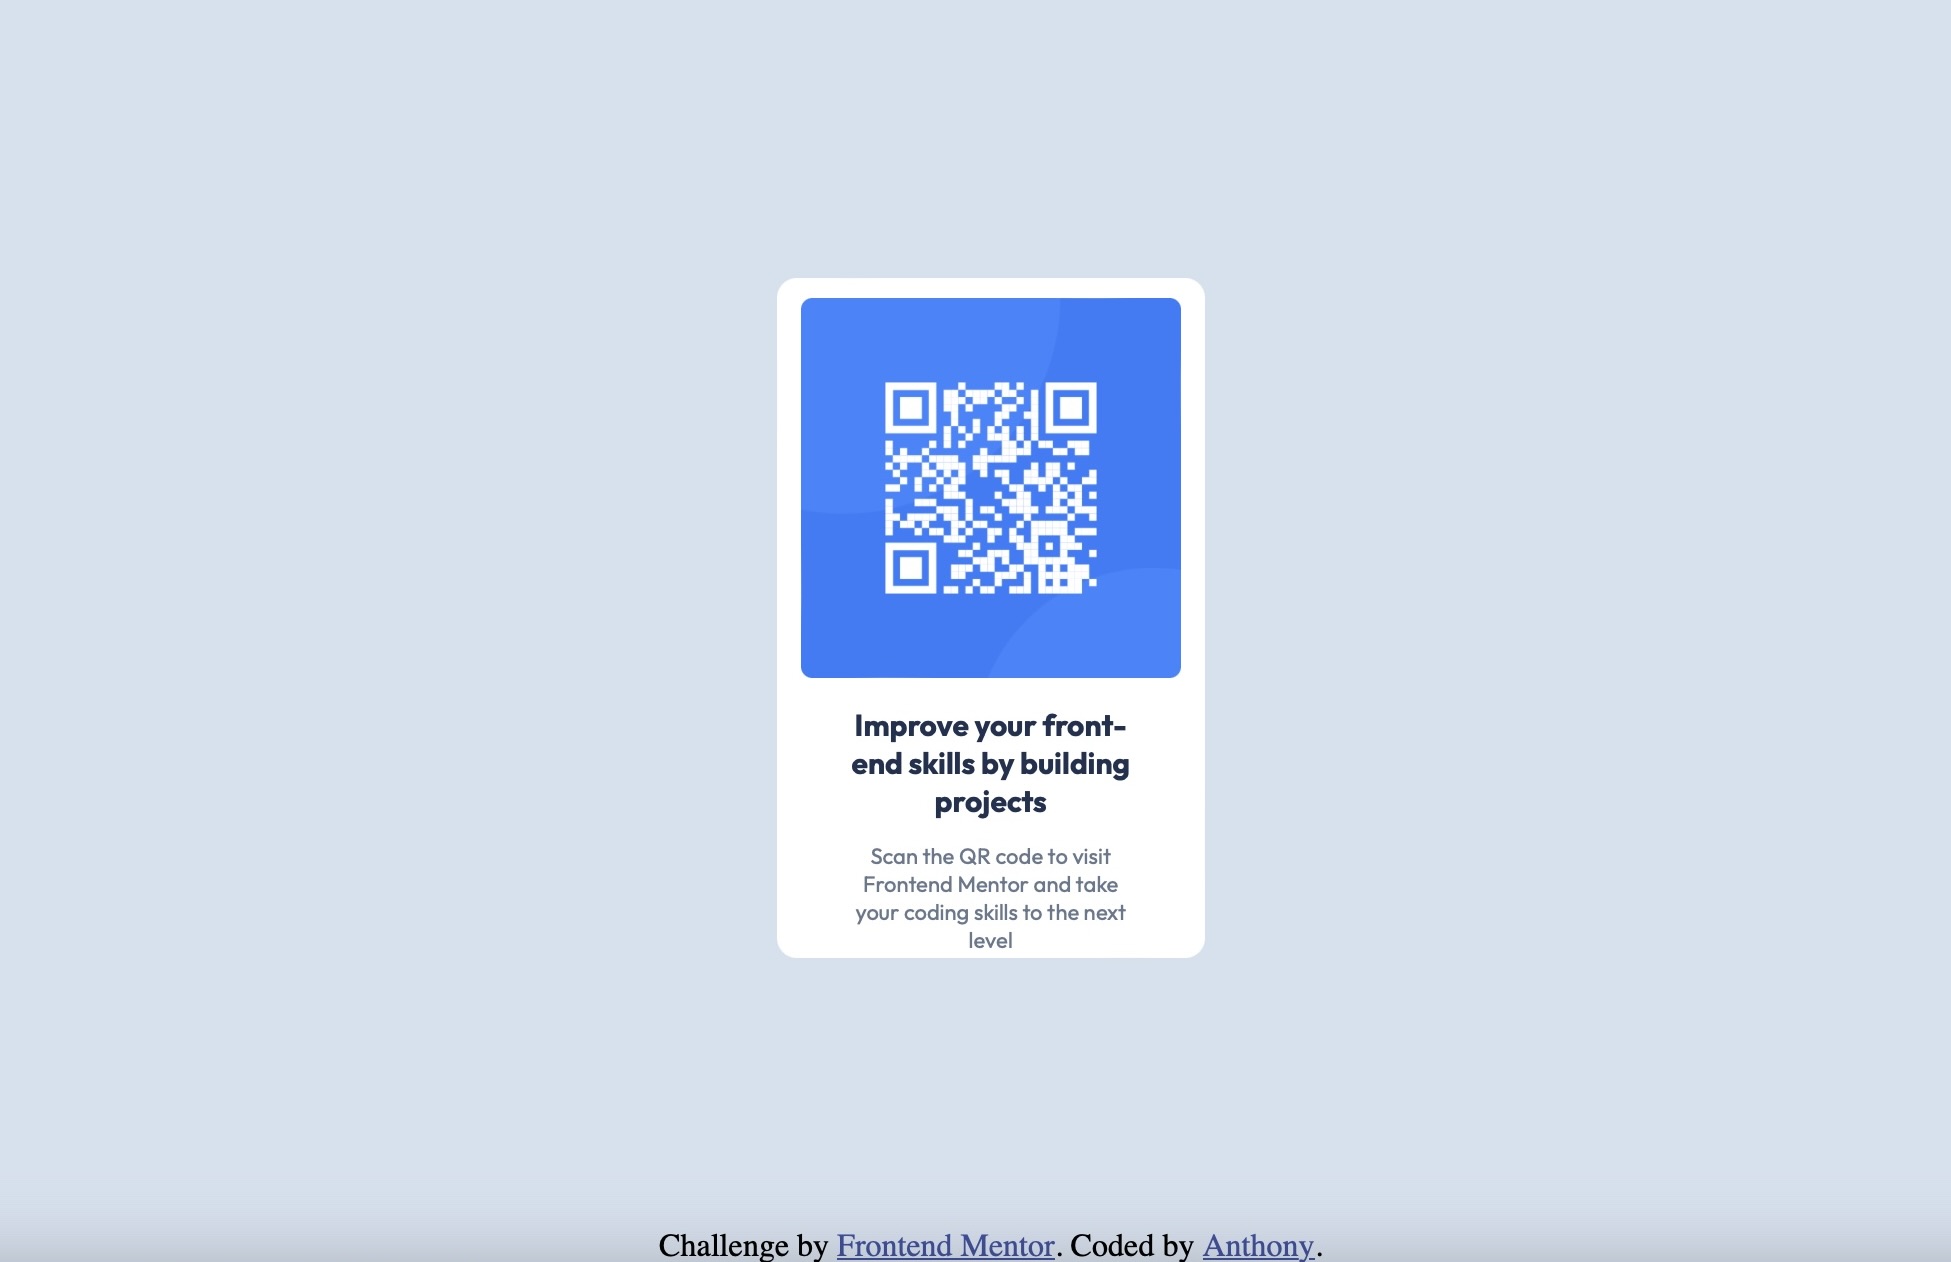 Improve your front-
end skills by building
projects
Scan the QR code to visit
Frontend Mentor and take
your coding skills to the next
level
Challenge by Frontend Mentor. Coded by Anthony.